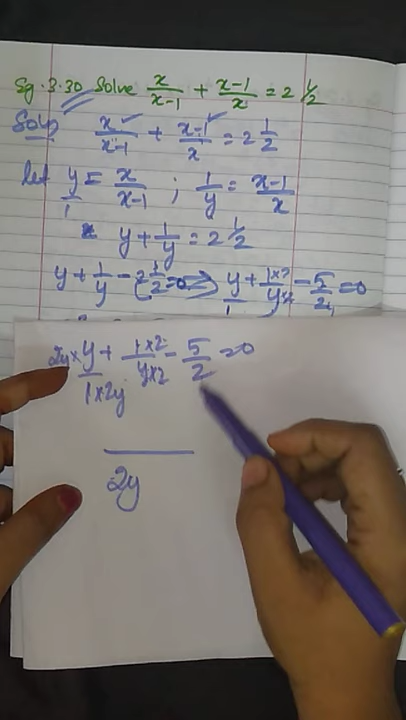 Eg. 3.30 Solve x/(x-1) + (x-1)/x = 2 1/2
Soln x/(x-1) + (x-1)/x = 2 1/2
let y/1 = x/(x-1) ; 1/y = (x-1)/x
y + 1/y = 2 1/2
y + 1/y - 2 1/2 = 0 ⇒ y/1 + 1×2/y×2 - 5/2y = 0
2y × y/1×2y + 1×2/y×2 - 5/2 = 0
2y